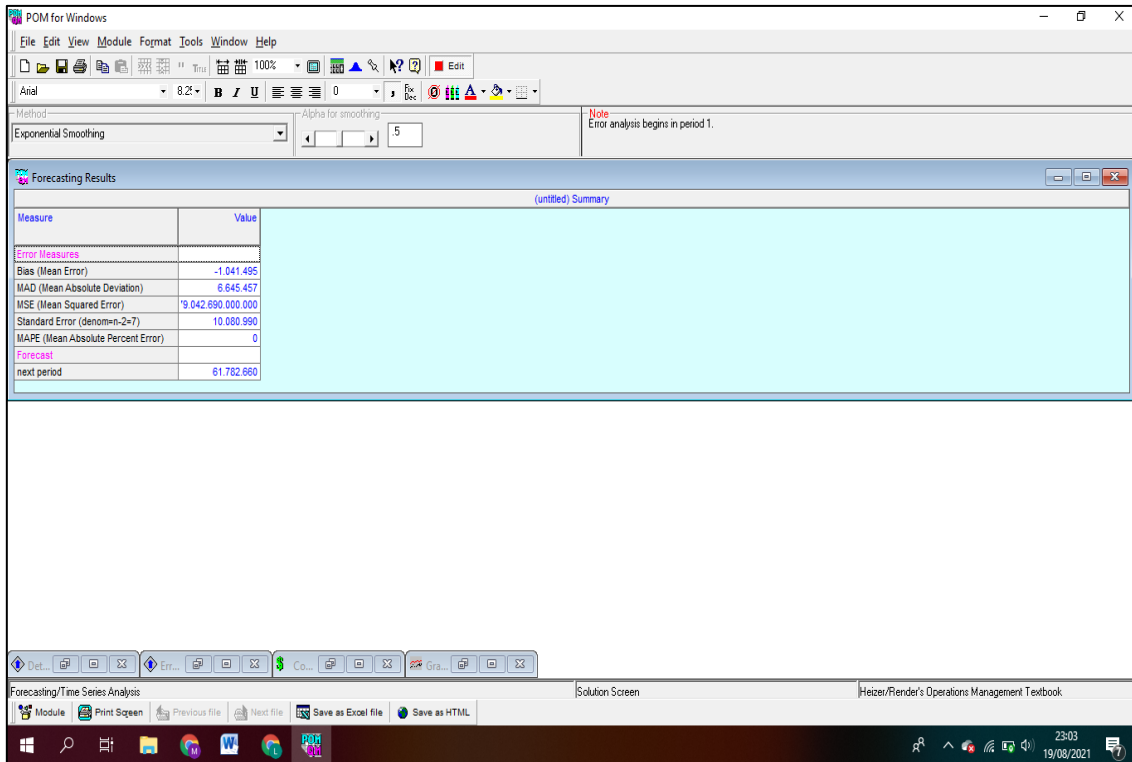 POM for Windows
File Edit View Module Format Tools Window Help
100% Edit
Arial 8.2 B I U 0 , Fix Dec A
Method
Exponential Smoothing
Alpha for smoothing
.5
Note
Error analysis begins in period 1.
Forecasting Results
(untitled) Summary
Measure Value
Error Measures
Bias (Mean Error) -1.041.495
MAD (Mean Absolute Deviation) 6.645.457
MSE (Mean Squared Error) '9.042.690.000.000
Standard Error (denom=n-2=7) 10.080.990
MAPE (Mean Absolute Percent Error) 0
Forecast
next period 61.782.660
Det... Err... $ Co... Gra...
Forecasting/Time Series Analysis Solution Screen Heizer/Render's Operations Management Textbook
Module Print Screen Previous file Next file Save as Excel file Save as HTML
23:03
19/08/2021